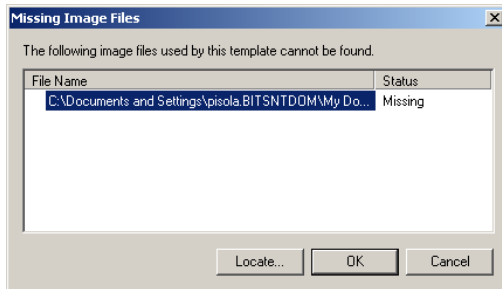 Missing Image Files
The following image files used by this template cannot be found.
File Name Status
C:\Documents and Settings\pisola.BITSNTDOM\My Do... Missing
Locate... OK Cancel